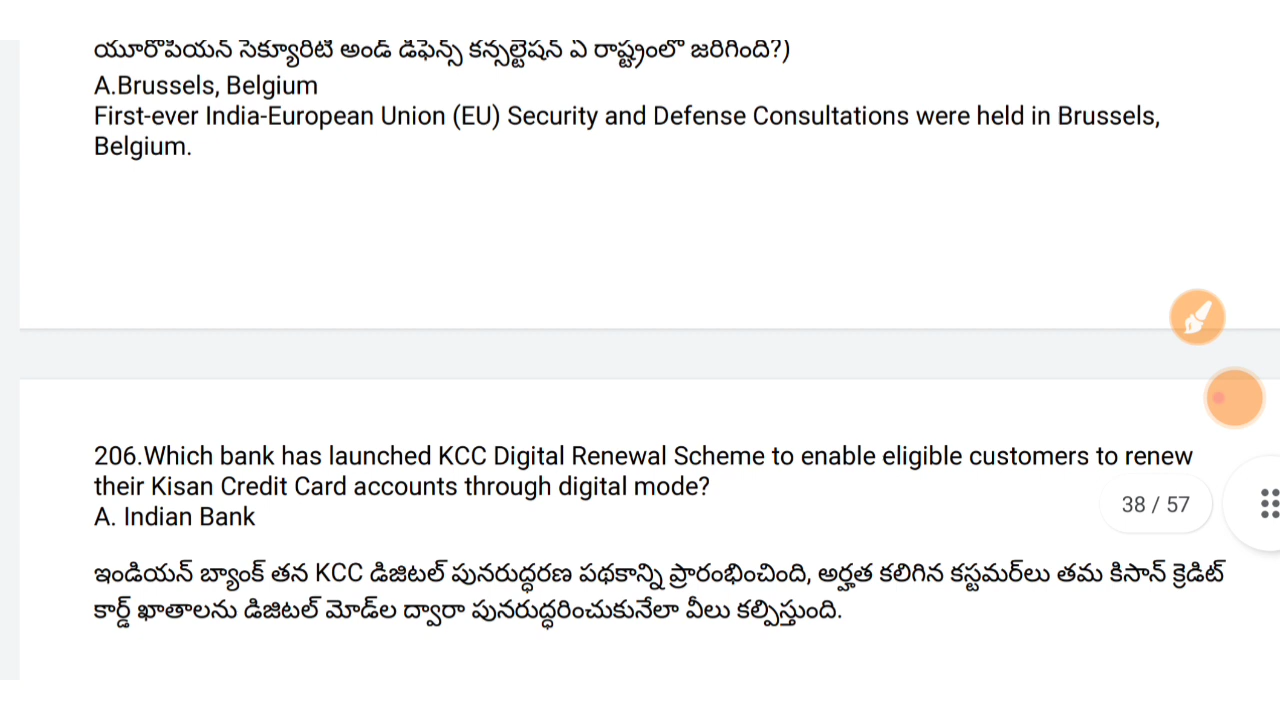 యూరోపియన్ సెక్యూరిటీ అండ్ డిఫెన్స్ కన్సల్టేషన్ ఏ రాష్ట్రంలో జరిగింది?)
A.Brussels, Belgium
First-ever India-European Union (EU) Security and Defense Consultations were held in Brussels,
Belgium.
206.Which bank has launched KCC Digital Renewal Scheme to enable eligible customers to renew
their Kisan Credit Card accounts through digital mode?
38 / 57
A. Indian Bank
ఇండియన్ బ్యాంక్ తన KCC డిజిటల్ పునరుద్ధరణ పథకాన్ని ప్రారంభించింది, అర్హత కలిగిన కస్టమర్‌లు తమ కిసాన్ క్రెడిట్
కార్డ్ ఖాతాలను డిజిటల్ మోడ్‌ల ద్వారా పునరుద్ధరించుకునేలా వీలు కల్పిస్తుంది.